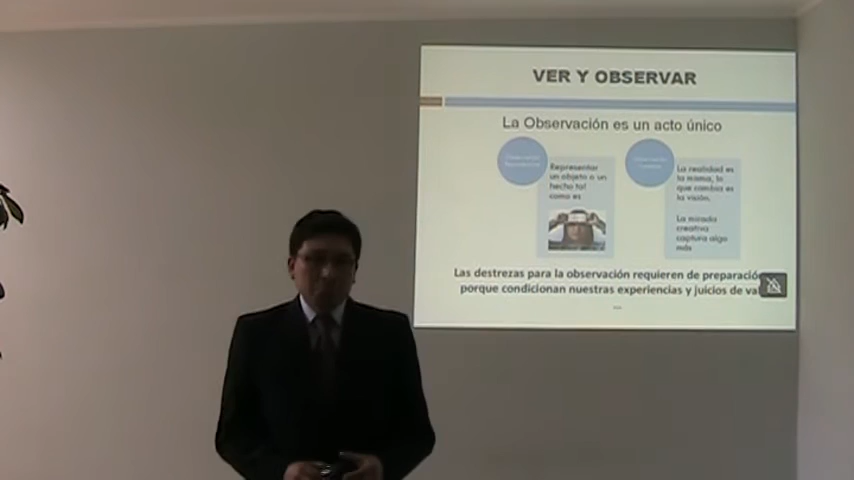 VER Y OBSERVAR
La Observación es un acto único
Representar
un objeto o un
hecho tal
como es
La realidad es
la misma, lo
que cambia es
la visión.
La mirada
creativa
captura algo
más
Las destrezas para la observación requieren de preparación
porque condicionan nuestras experiencias y juicios de val